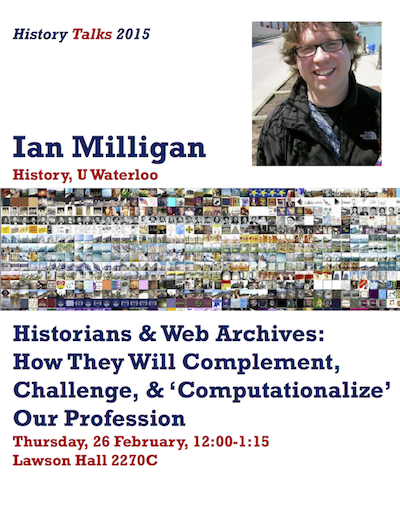 History Talks 2015
Ian Milligan
History, U Waterloo
Historians & Web Archives:
How They Will Complement,
Challenge, & ‘Computationalize’
Our Profession
Thursday, 26 February, 12:00-1:15
Lawson Hall 2270C